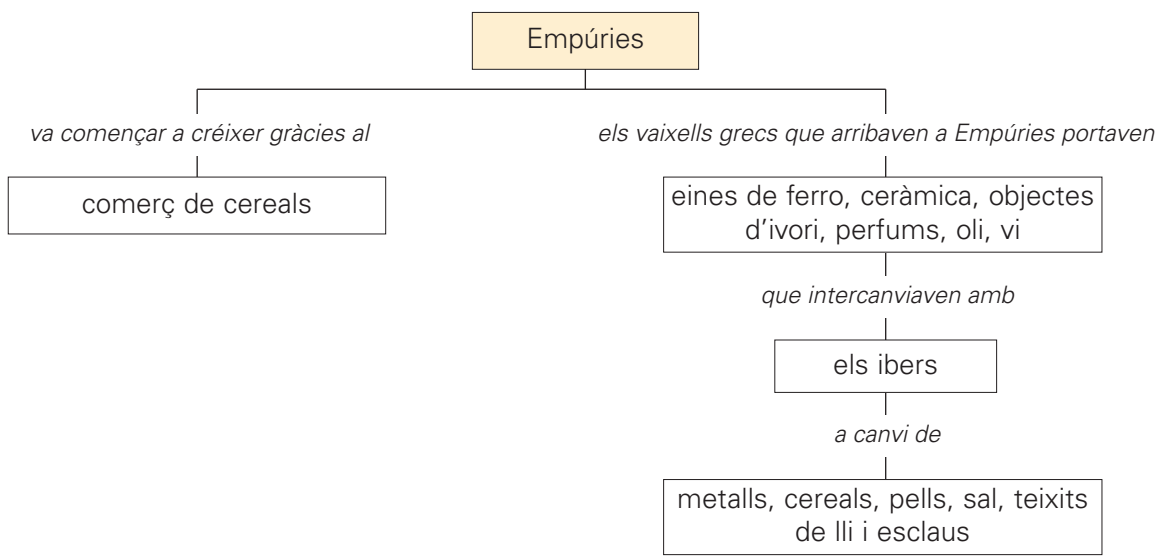 Empúries
va començar a créixer gràcies al
comerç de cereals
els vaixells grecs que arribaven a Empúries portaven
eines de ferro, ceràmica, objectes
d'ivori, perfums, oli, vi
que intercanviaven amb
els ibers
a canvi de
metalls, cereals, pells, sal, teixits
de lli i esclaus